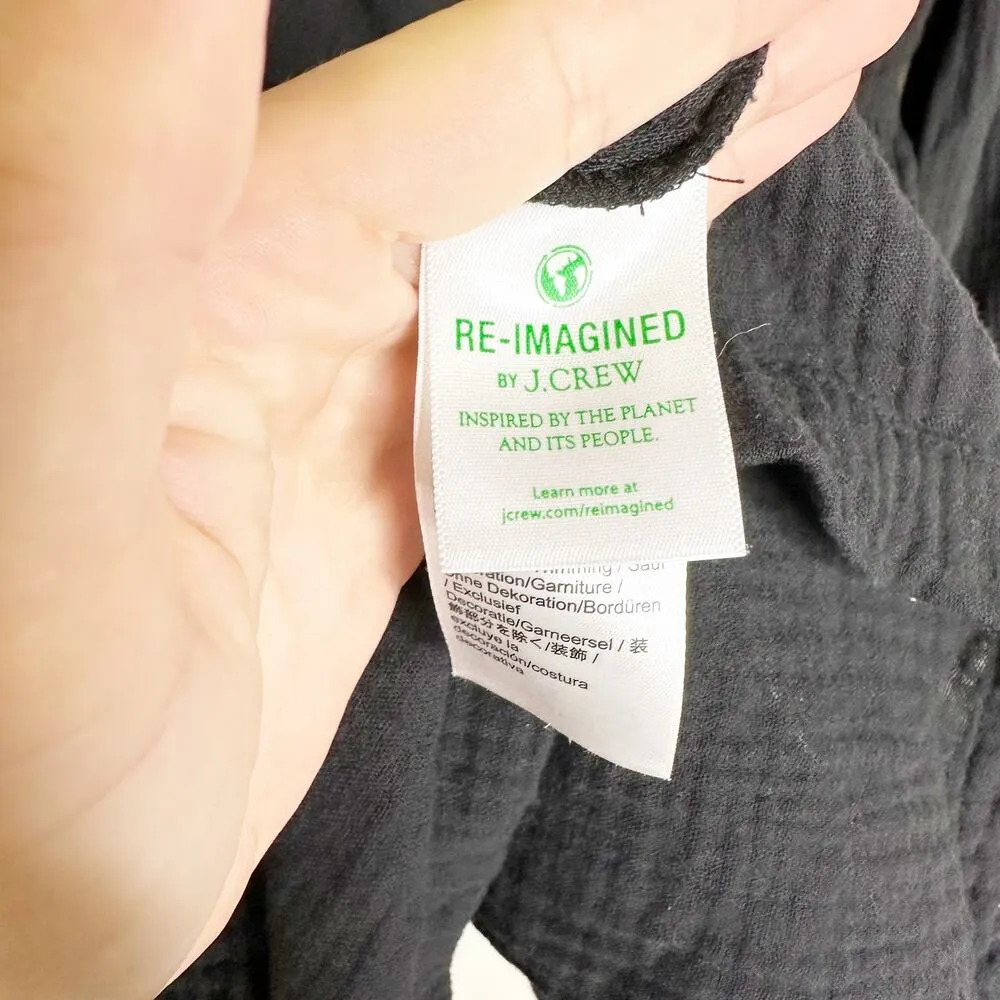 RE-IMAGINED
BY J.CREW
INSPIRED BY THE PLANET
AND ITS PEOPLE.
Learn more at
jcrew.com/reimagined
/ Sauf
/Garniture /
Ohne Dekoration/Bordüren
/ Exclusief
Decoratie/Garneersel / 装
飾部分を除く/装飾 /
excluye la
decoración/costura
decorativa